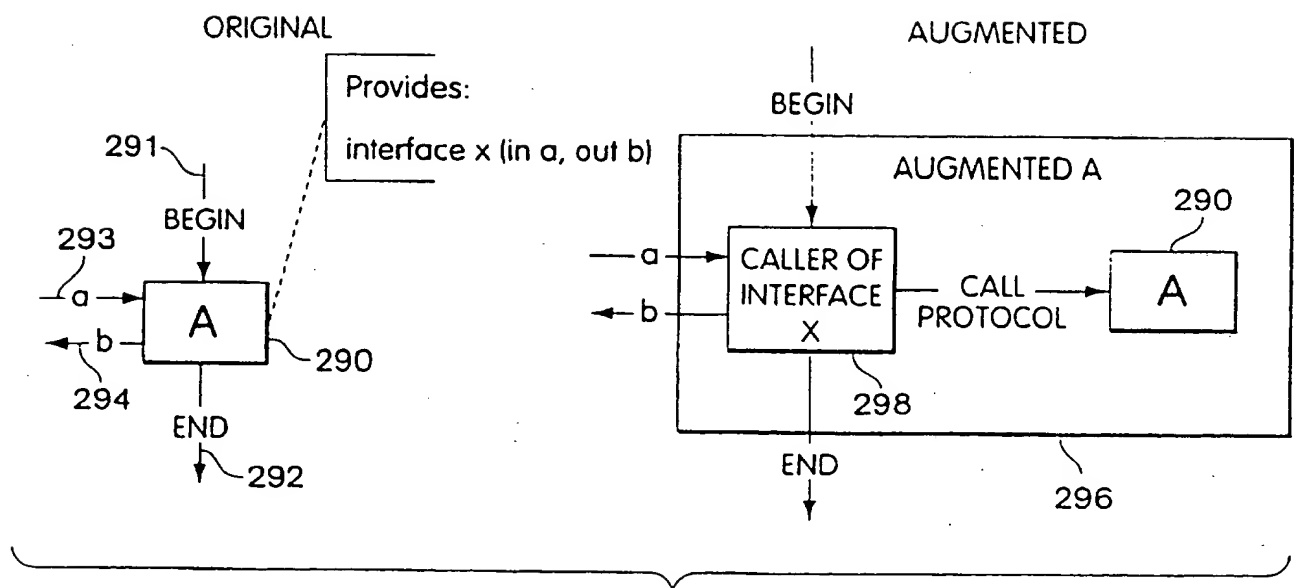 ORIGINAL
Provides:
interface x (in a, out b)
291
BEGIN
293
a
A
b
294
290
END
292
AUGMENTED
BEGIN
AUGMENTED A
290
a
CALLER OF
INTERFACE
X
b
CALL
PROTOCOL
A
298
END
296